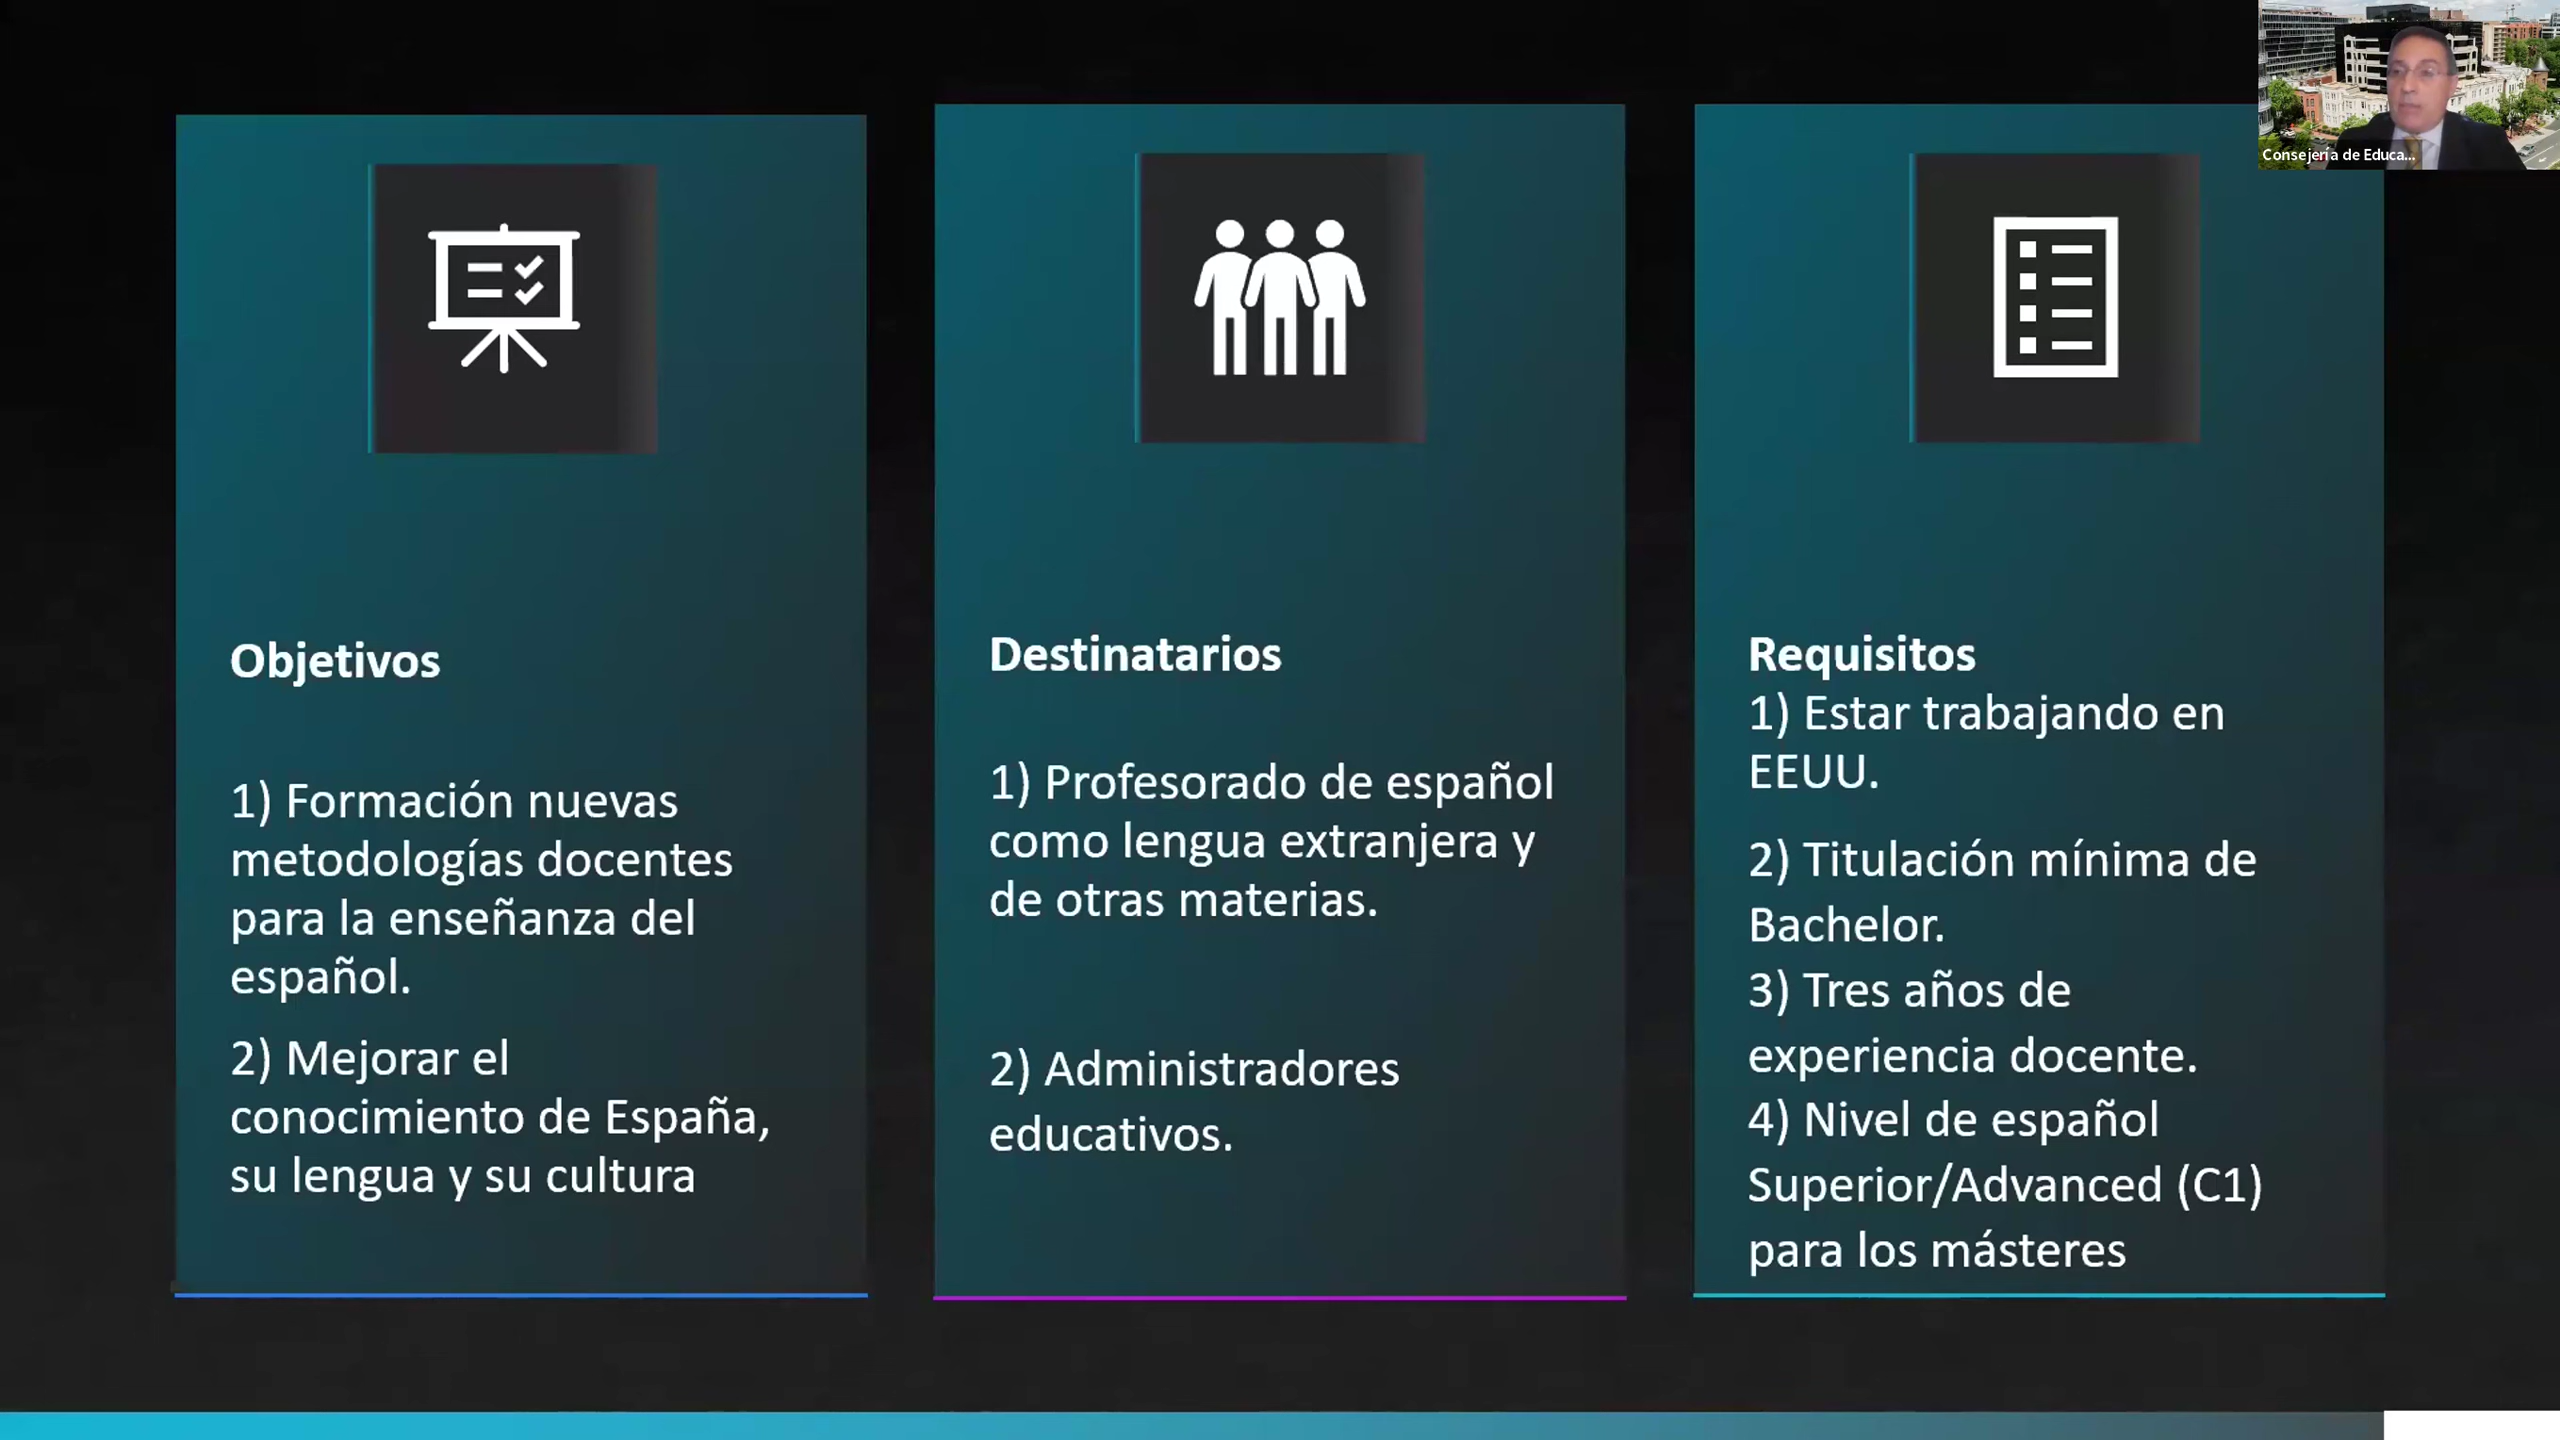 Consejería de Educa...
Objetivos
1) Formación nuevas
metodologías docentes
para la enseñanza del
español.
2) Mejorar el
conocimiento de España,
su lengua y su cultura
Destinatarios
1) Profesorado de español
como lengua extranjera y
de otras materias.
2) Administradores
educativos.
Requisitos
1) Estar trabajando en
EEUU.
2) Titulación mínima de
Bachelor.
3) Tres años de
experiencia docente.
4) Nivel de español
Superior/Advanced (C1)
para los másteres